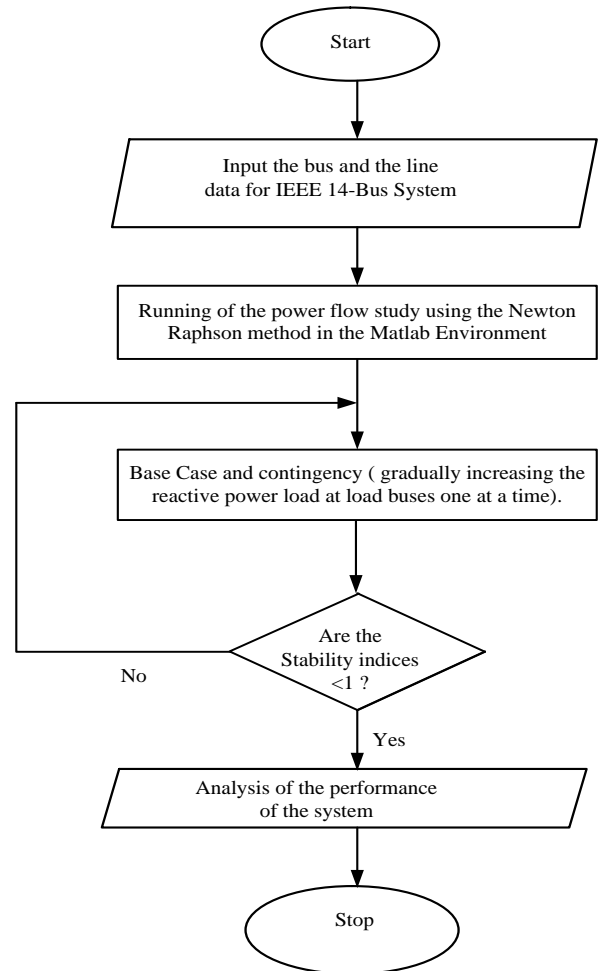 Start
Input the bus and the line
data for IEEE 14-Bus System
Running of the power flow study using the Newton
Raphson method in the Matlab Environment
Base Case and contingency ( gradually increasing the
reactive power load at load buses one at a time).
Are the
Stability indices
<1 ?
No
Yes
Analysis of the performance
of the system
Stop